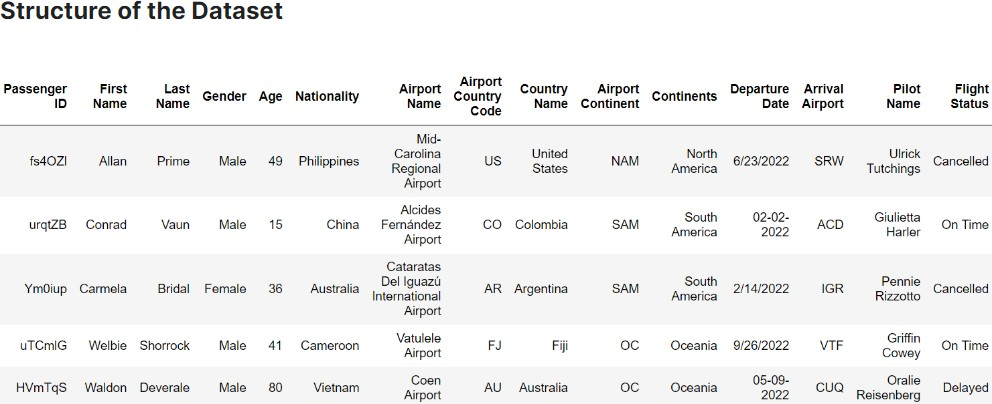 Structure of the Dataset
Passenger ID First Name Last Name Gender Age Nationality Airport Name Airport Country Code Country Name Airport Continent Continents Departure Date Arrival Airport Pilot Name Flight Status
fs4OZI Allan Prime Male 49 Philippines Mid-Carolina Regional Airport US United States NAM North America 6/23/2022 SRW Ulrick Tutchings Cancelled
urqtZB Conrad Vaun Male 15 China Alcides Fernández Airport CO Colombia SAM South America 02-02-2022 ACD Giulietta Harler On Time
Ym0iup Carmela Bridal Female 36 Australia Cataratas Del Iguazú International Airport AR Argentina SAM South America 2/14/2022 IGR Pennie Rizzotto Cancelled
uTCmIG Welbie Shorrock Male 41 Cameroon Vatulele Airport FJ Fiji OC Oceania 9/26/2022 VTF Griffin Cowey On Time
HVmTqS Waldon Deverale Male 80 Vietnam Coen Airport AU Australia OC Oceania 05-09-2022 CUQ Oralie Reisenberg Delayed